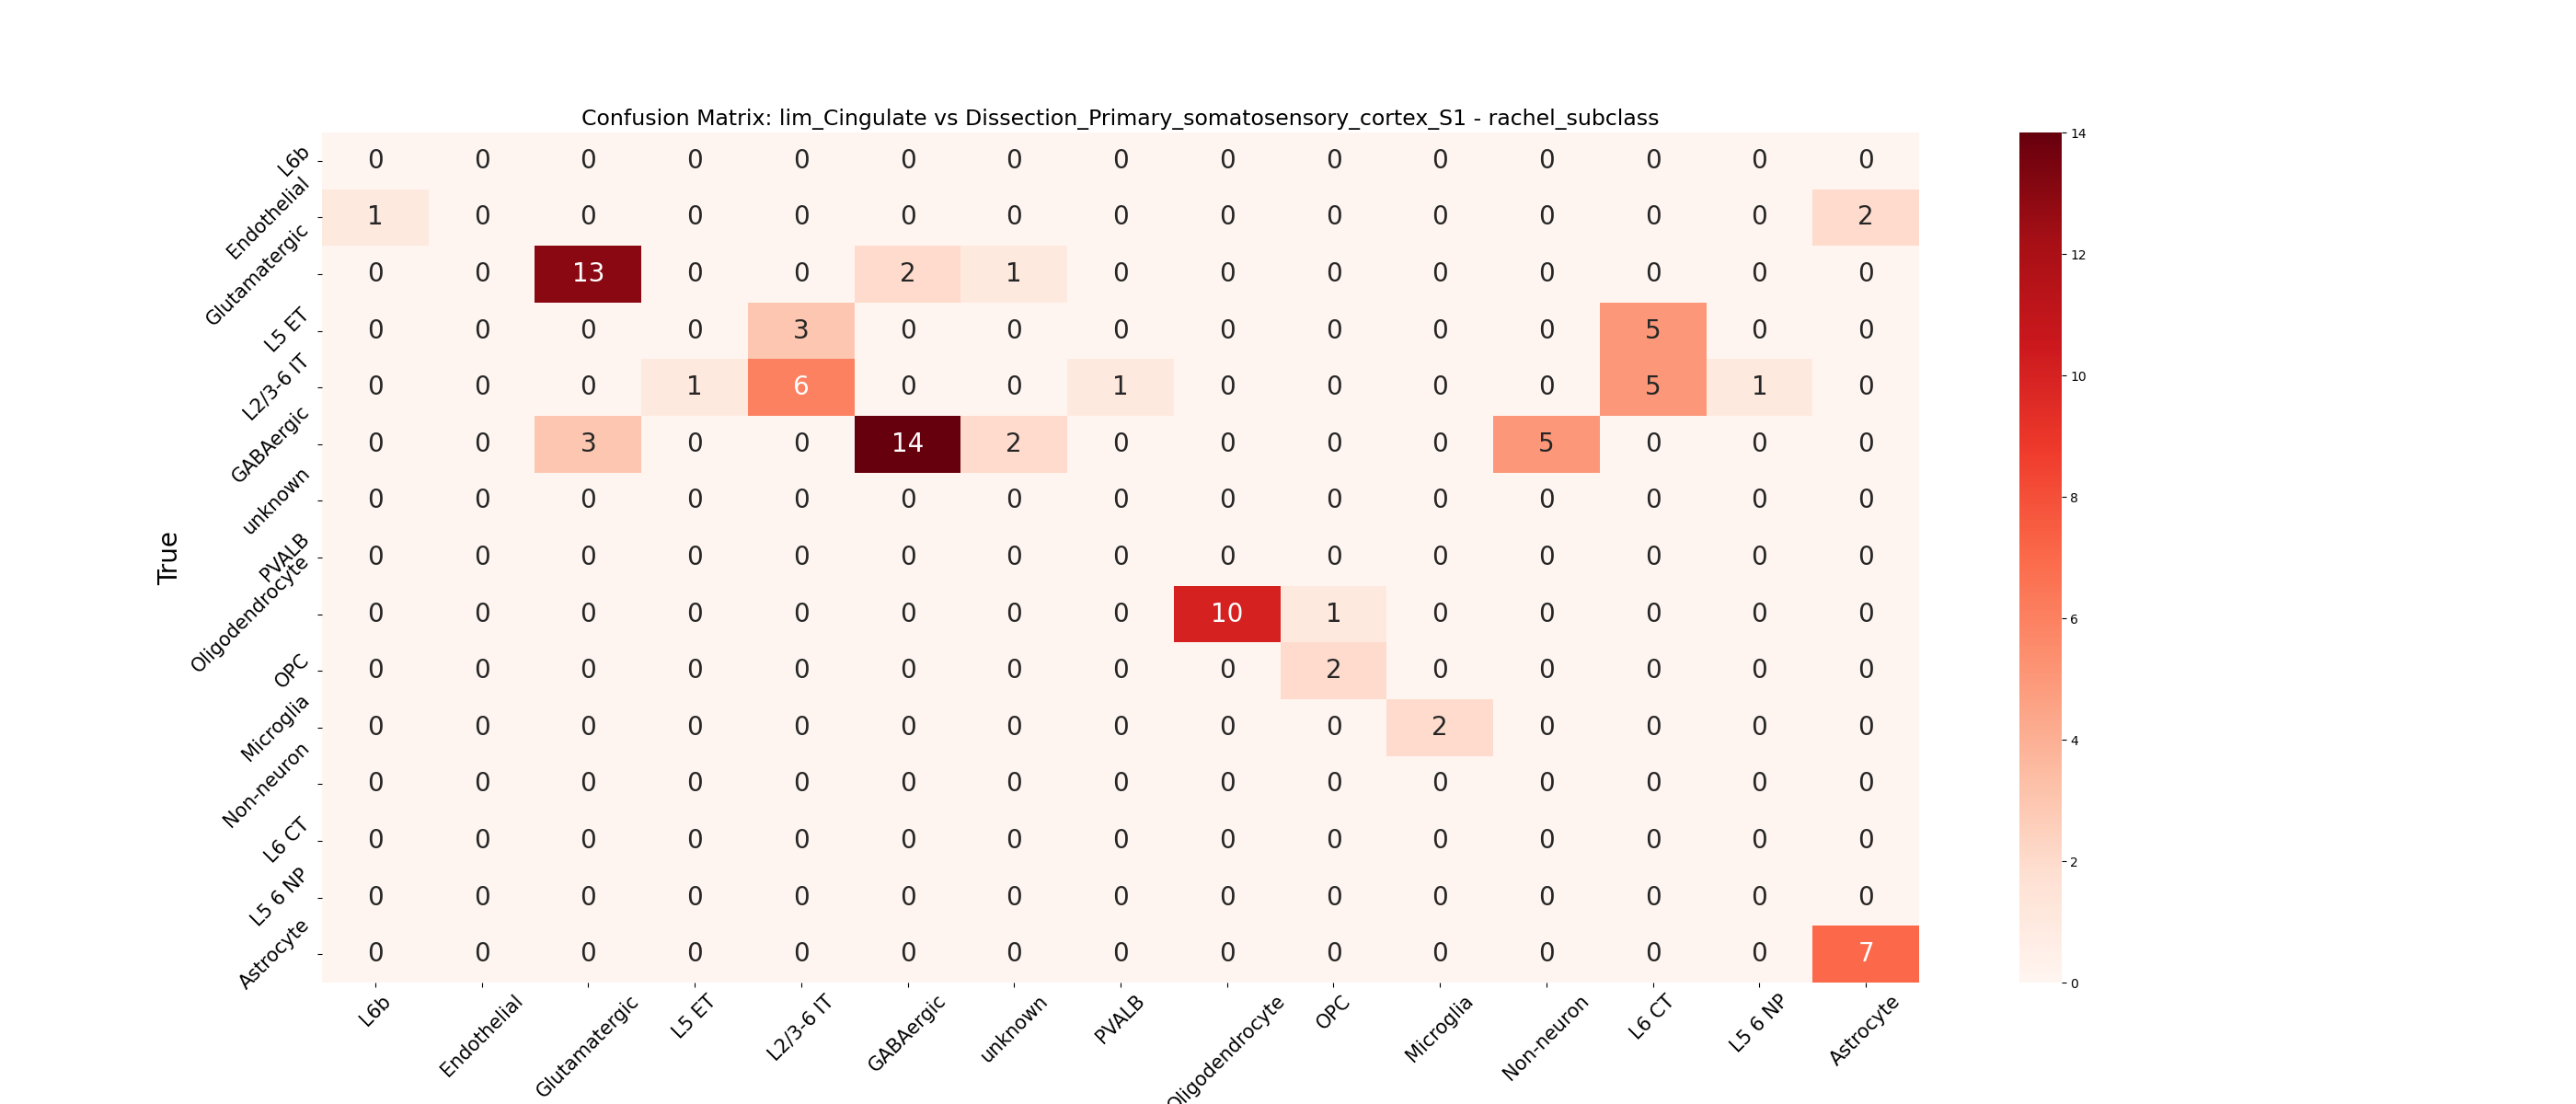 Confusion Matrix: lim_Cingulate vs Dissection_Primary_somatosensory_cortex_S1 - rachel_subclass
True
L6b 0 0 0 0 0 0 0 0 0 0 0 0 0 0 0
Endothelial 1 0 0 0 0 0 0 0 0 0 0 0 0 0 2
Glutamatergic 0 0 13 0 0 2 1 0 0 0 0 0 0 0 0
L5 ET 0 0 0 0 3 0 0 0 0 0 0 0 5 0 0
L2/3-6 IT 0 0 0 1 6 0 0 1 0 0 0 0 5 1 0
GABAergic 0 0 3 0 0 14 2 0 0 0 0 5 0 0 0
unknown 0 0 0 0 0 0 0 0 0 0 0 0 0 0 0
PVALB 0 0 0 0 0 0 0 0 0 0 0 0 0 0 0
Oligodendrocyte 0 0 0 0 0 0 0 0 10 1 0 0 0 0 0
OPC 0 0 0 0 0 0 0 0 0 2 0 0 0 0 0
Microglia 0 0 0 0 0 0 0 0 0 0 2 0 0 0 0
Non-neuron 0 0 0 0 0 0 0 0 0 0 0 0 0 0 0
L6 CT 0 0 0 0 0 0 0 0 0 0 0 0 0 0 0
L5 6 NP 0 0 0 0 0 0 0 0 0 0 0 0 0 0 0
Astrocyte 0 0 0 0 0 0 0 0 0 0 0 0 0 0 7
L6b Endothelial Glutamatergic L5 ET L2/3-6 IT GABAergic unknown PVALB Oligodendrocyte OPC Microglia Non-neuron L6 CT L5 6 NP Astrocyte
14
12
10
8
6
4
2
0